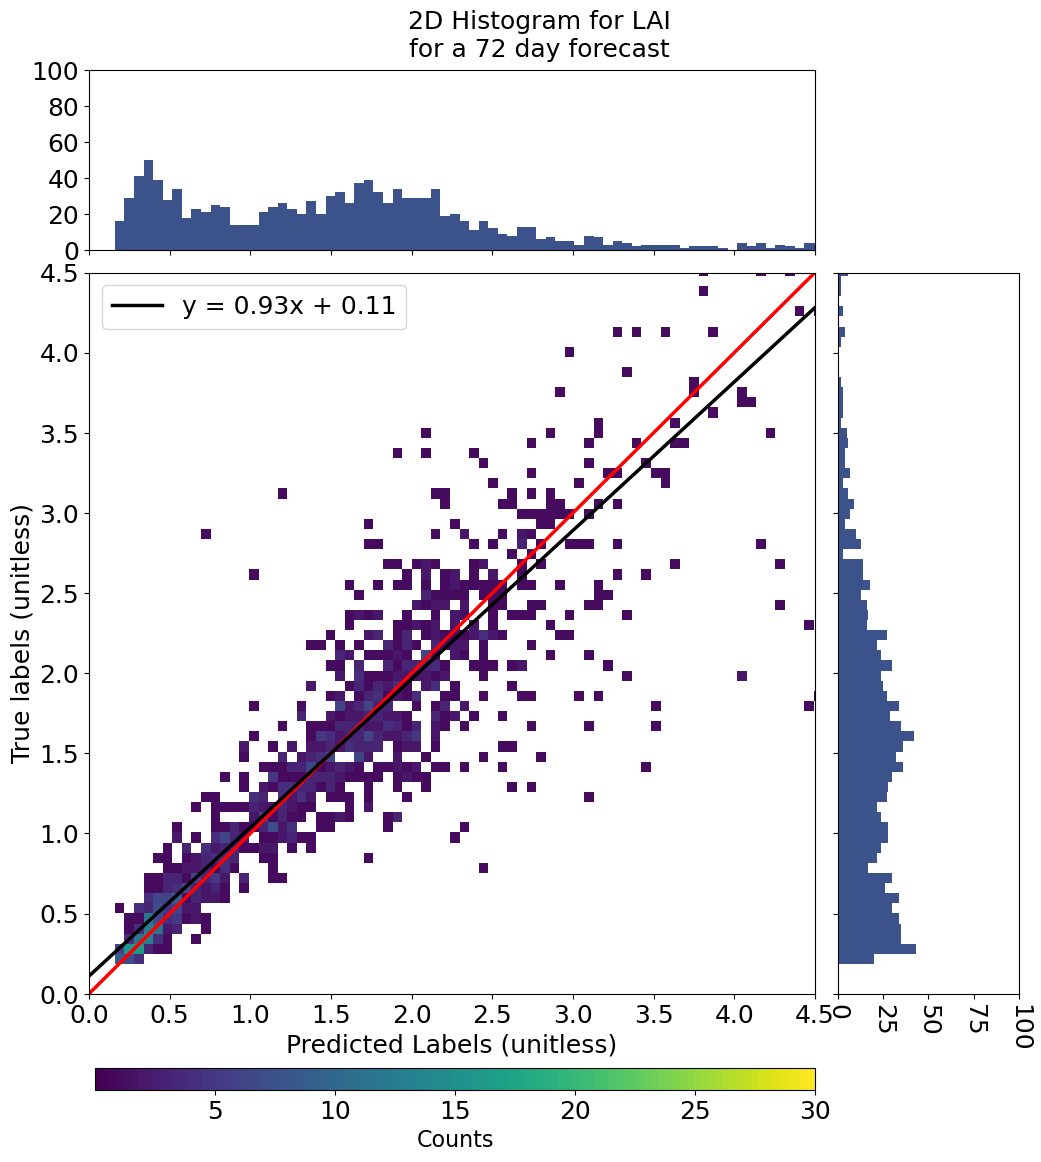 2D Histogram for LAI
for a 72 day forecast
100
80
60
40
20
0
4.5
4.0
3.5
3.0
2.5
2.0
1.5
1.0
0.5
0.0
True labels (unitless)
y = 0.93x + 0.11
0.0 0.5 1.0 1.5 2.0 2.5 3.0 3.5 4.0 4.5
Predicted Labels (unitless)
0 25 50 75 100
5 10 15 20 25 30
Counts